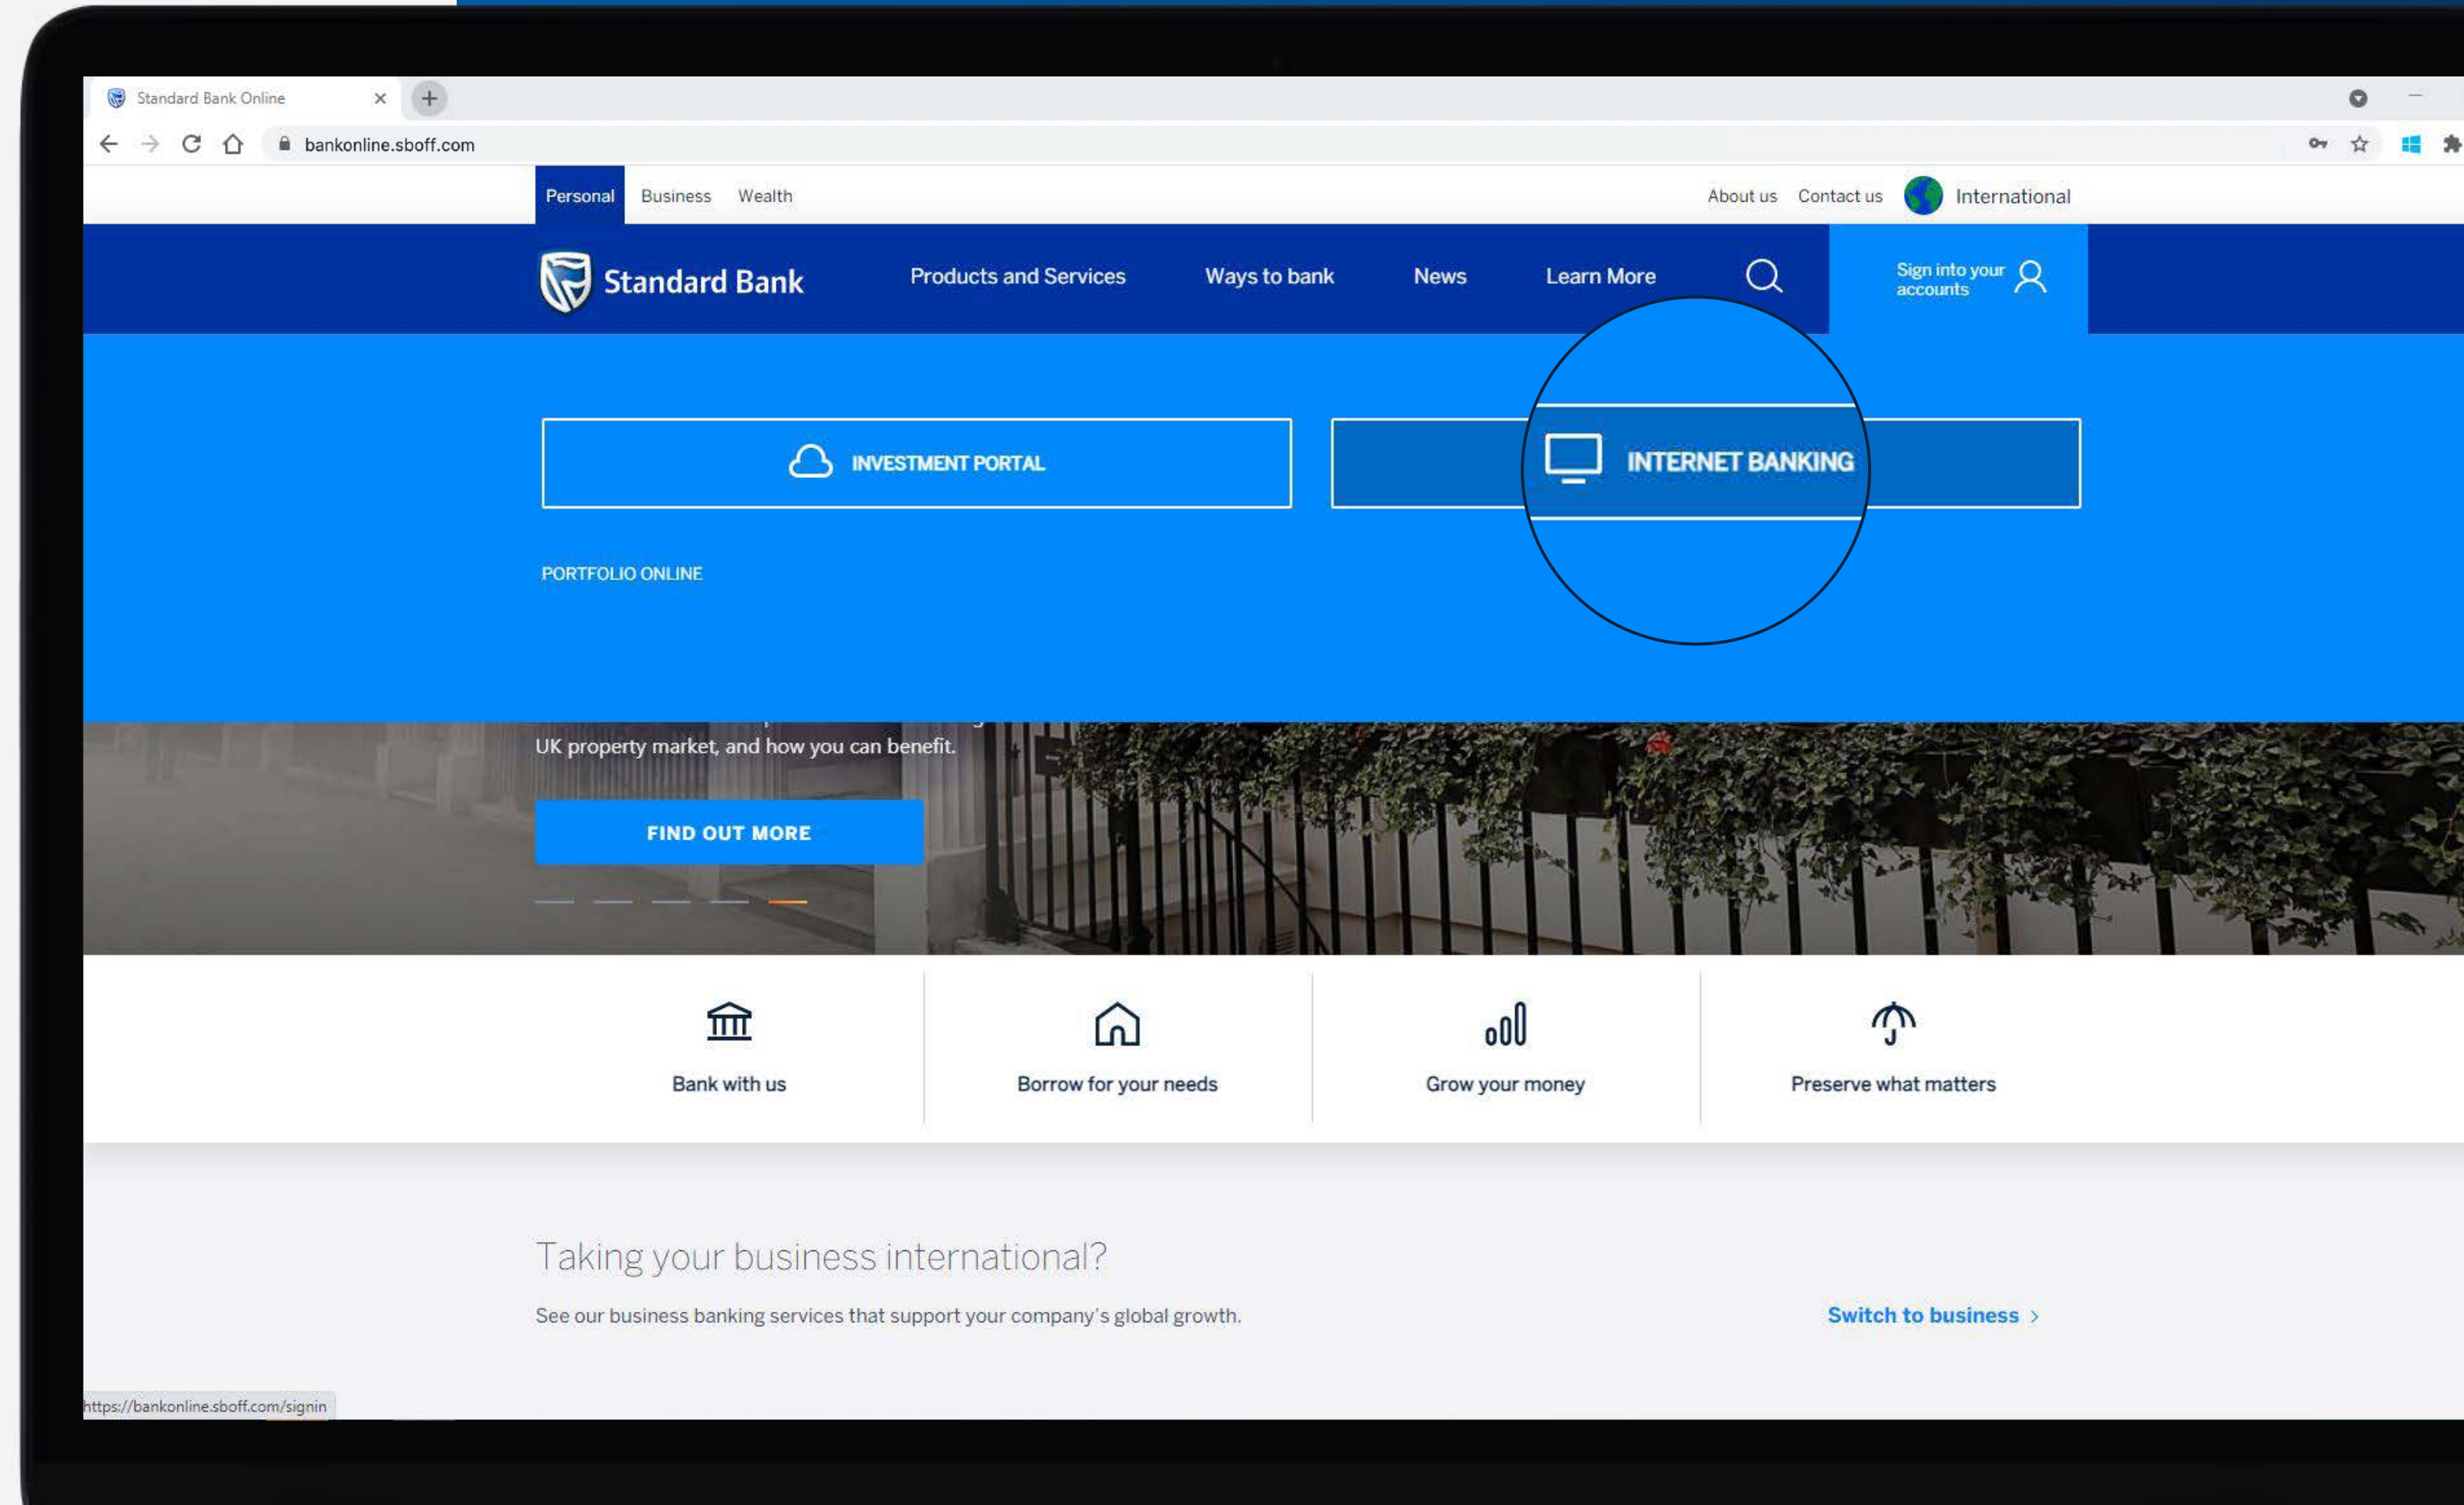 Standard Bank Online
bankonline.sboff.com
Personal Business Wealth
About us Contact us International
Standard Bank
Products and Services Ways to bank News Learn More
Sign into your
accounts
INVESTMENT PORTAL
INTERNET BANKING
PORTFOLIO ONLINE
UK property market, and how you can benefit.
FIND OUT MORE
Bank with us
Borrow for your needs
Grow your money
Preserve what matters
Taking your business international?
See our business banking services that support your company's global growth.
Switch to business >
https://bankonline.sboff.com/signin